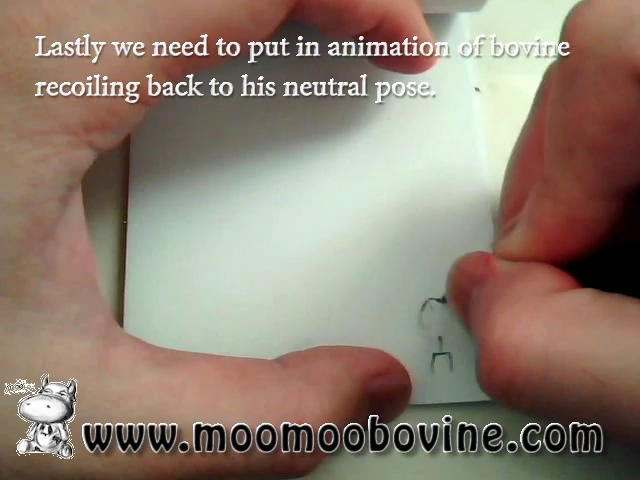 Lastly we need to put in animation of bovine
recoiling back to his neutral pose.
www.moomoobovine.com